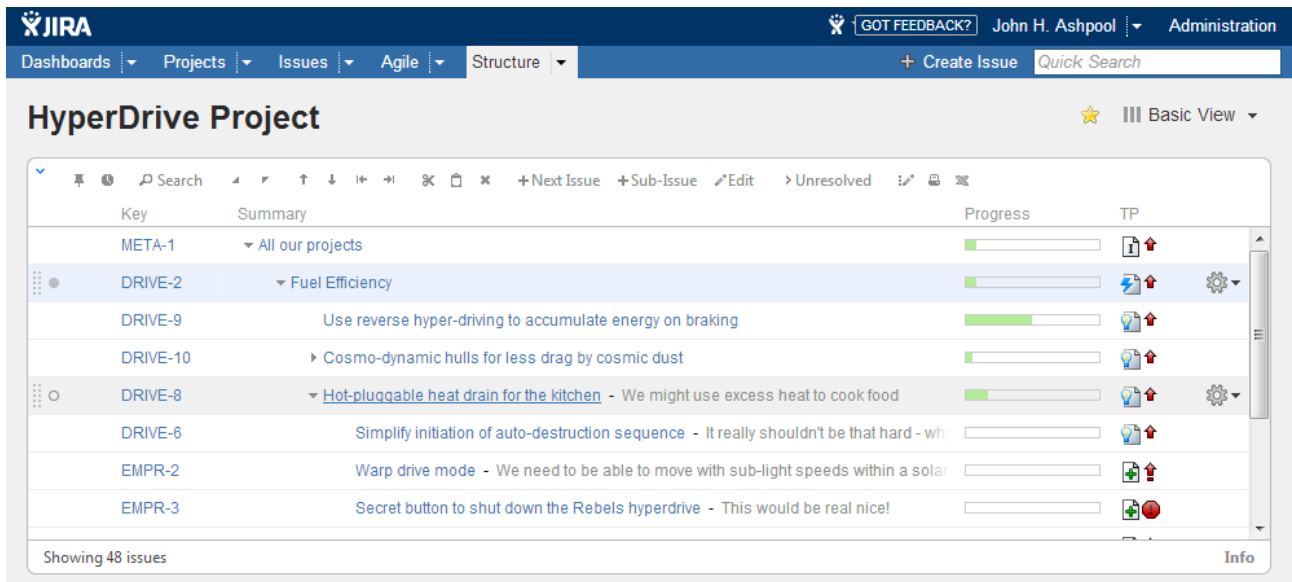 JIRA GOT FEEDBACK? John H. Ashpool Administration
Dashboards Projects Issues Agile Structure + Create Issue Quick Search
HyperDrive Project Basic View
Search +Next Issue +Sub-Issue Edit >Unresolved
Key Summary Progress TP
META-1 All our projects
DRIVE-2 Fuel Efficiency
DRIVE-9 Use reverse hyper-driving to accumulate energy on braking
DRIVE-10 Cosmo-dynamic hulls for less drag by cosmic dust
DRIVE-8 Hot-pluggable heat drain for the kitchen - We might use excess heat to cook food
DRIVE-6 Simplify initiation of auto-destruction sequence - It really shouldn't be that hard - wh
EMPR-2 Warp drive mode - We need to be able to move with sub-light speeds within a solar
EMPR-3 Secret button to shut down the Rebels hyperdrive - This would be real nice!
Showing 48 issues Info